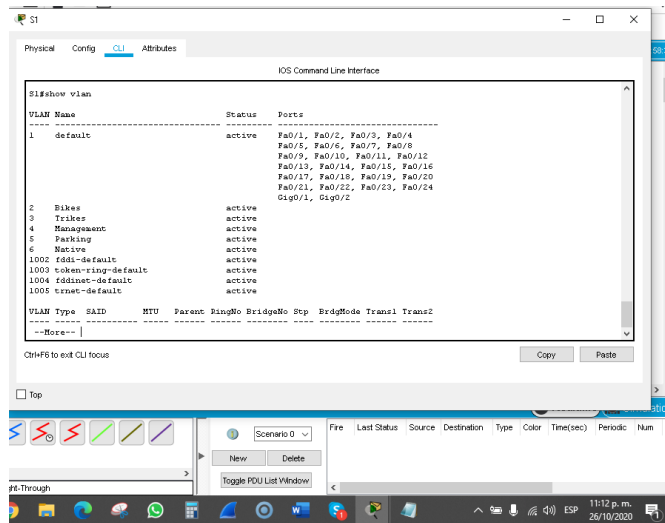 S1
Physical Config CLI Attributes
58:
IOS Command Line Interface
S1#show vlan
VLAN Name Status Ports
---- -------------------------------- --------- -------------------------------
1 default active Fa0/1, Fa0/2, Fa0/3, Fa0/4
Fa0/5, Fa0/6, Fa0/7, Fa0/8
Fa0/9, Fa0/10, Fa0/11, Fa0/12
Fa0/13, Fa0/14, Fa0/15, Fa0/16
Fa0/17, Fa0/18, Fa0/19, Fa0/20
Fa0/21, Fa0/22, Fa0/23, Fa0/24
Gig0/1, Gig0/2
2 Bikes active
3 Trikes active
4 Management active
5 Parking active
6 Native active
1002 fddi-default active
1003 token-ring-default active
1004 fddinet-default active
1005 trnet-default active
VLAN Type SAID MTU Parent RingNo BridgeNo Stp BrdgMode Trans1 Trans2
---- ----- ---------- ----- ------ ------ -------- ---- -------- ------ ------
--More--
Ctrl+F6 to exit CLI focus
Copy Paste
Top
Scenario 0
New Delete
Toggle PDU List Window
Fire Last Status Source Destination Type Color Time(sec) Periodic Num
ght-Through
ESP
11:12 p. m.
26/10/2020